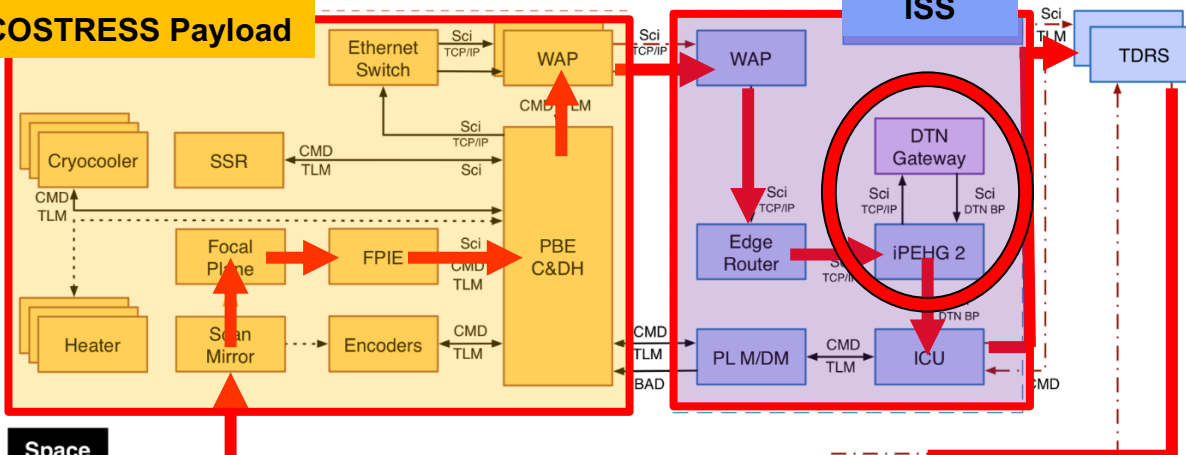 COSTRESS Payload
ISS
Ethernet
Switch
Sci
TCP/IP
WAP
Sci
TCP/IP
WAP
Sci
TLM
TDRS
CMD
Sci
TCP/IP
DTN
Gateway
Cryocooler
SSR
CMD
TLM
Sci
CMD
TLM
Sci
TCP/IP
Sci
TCP/IP
Sci
DTN BP
Focal
Plane
FPIE
Sci
CMD
TLM
PBE
C&DH
Edge
Router
TCP/IP
iPEHG 2
DTN BP
Heater
Scan
Mirror
Encoders
CMD
TLM
CMD
TLM
BAD
PL M/DM
CMD
TLM
ICU
CMD
Space